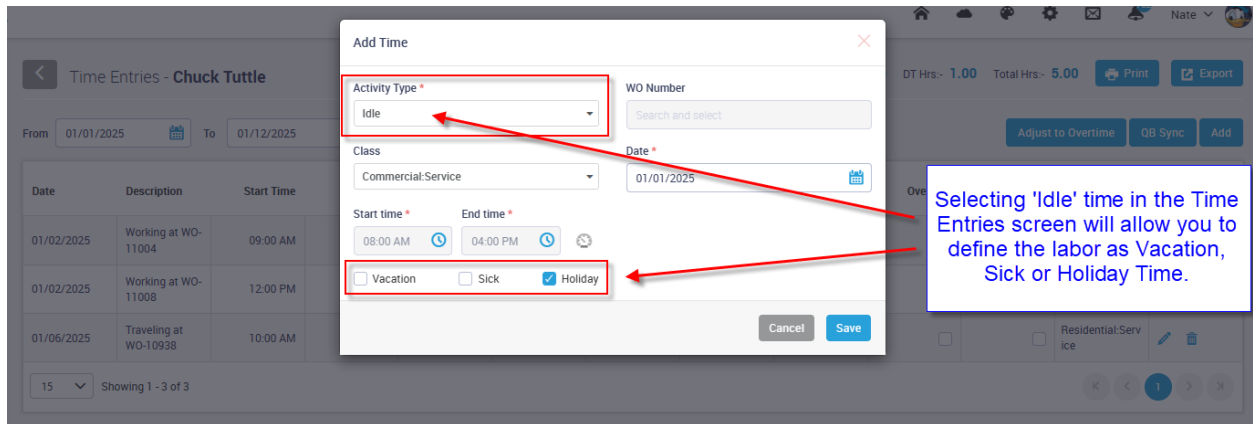 Nate
Add Time
Time Entries - Chuck Tuttle
DT Hrs:- 1.00 Total Hrs:- 5.00 Print Export
Activity Type * WO Number
Idle Search and select
From 01/01/2025 To 01/12/2025 Adjust to Overtime QB Sync Add
Class Date *
Commercial:Service 01/01/2025
Date Description Start Time
Start time * End time *
08:00 AM 04:00 PM
01/02/2025 Working at WO- 09:00 AM
11004
Vacation Sick Holiday
01/02/2025 Working at WO- 12:00 PM
11008
Cancel Save
01/06/2025 Traveling at 10:00 AM Residential:Serv
WO-10938 ice
15 Showing 1 - 3 of 3 1
Selecting 'Idle' time in the Time
Entries screen will allow you to
define the labor as Vacation,
Sick or Holiday Time.